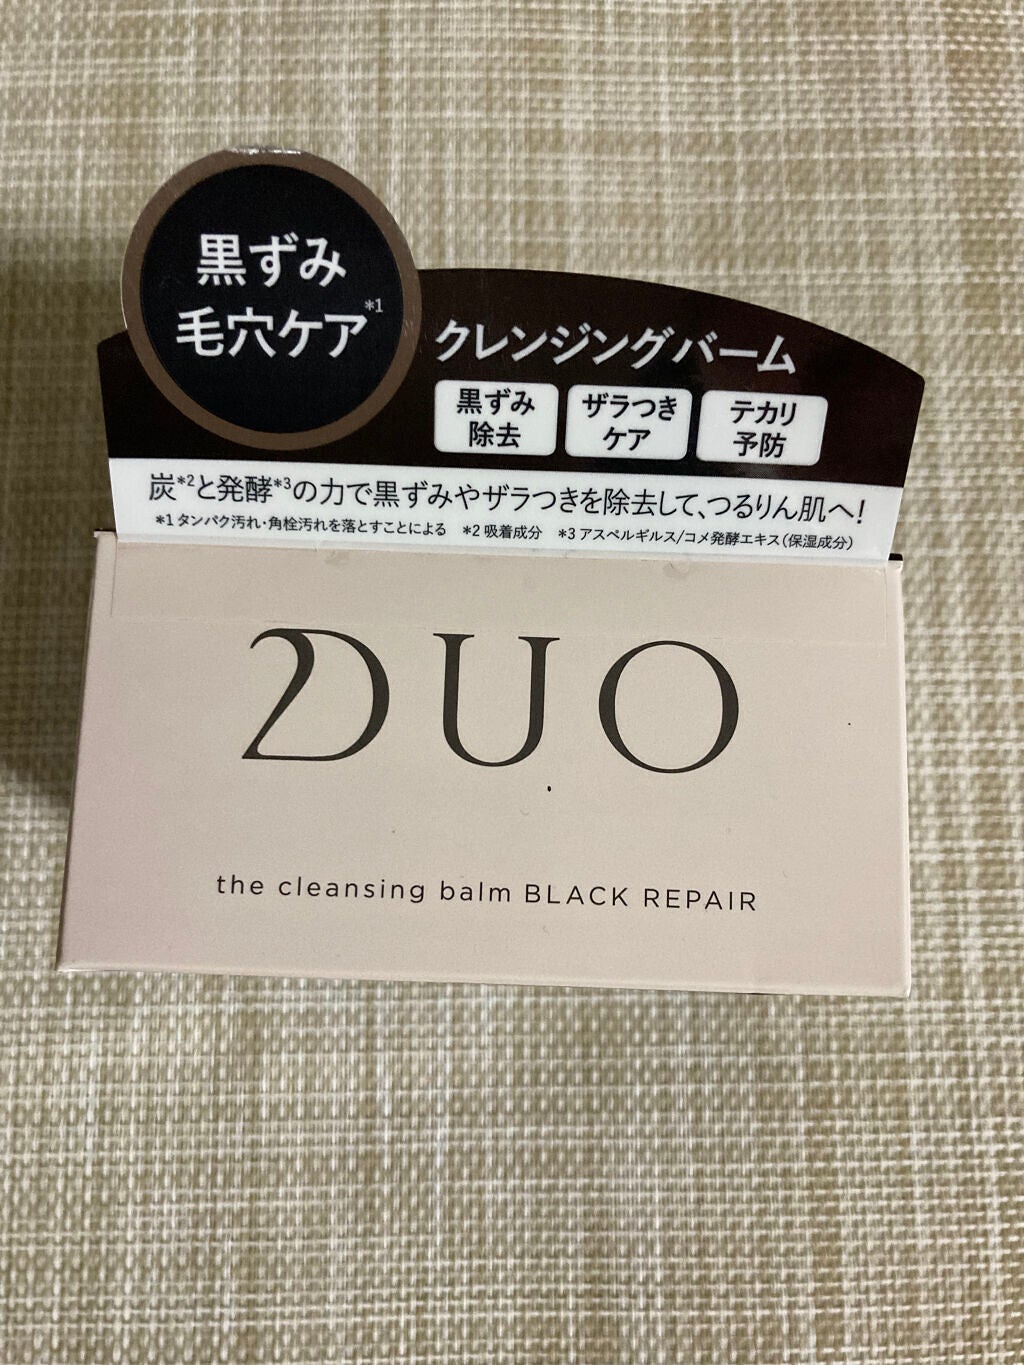 黒ずみ
毛穴ケア*1
クレンジングバーム
黒ずみ
除去
ザラつき
ケア
テカリ
予防
炭*2と発酵*3の力で黒ずみやザラつきを除去して、つるりん肌へ!
*1 タンパク汚れ・角栓汚れを落とすことによる *2 吸着成分 *3 アスペルギルス/コメ発酵エキス(保湿成分)
DUO
the cleansing balm BLACK REPAIR